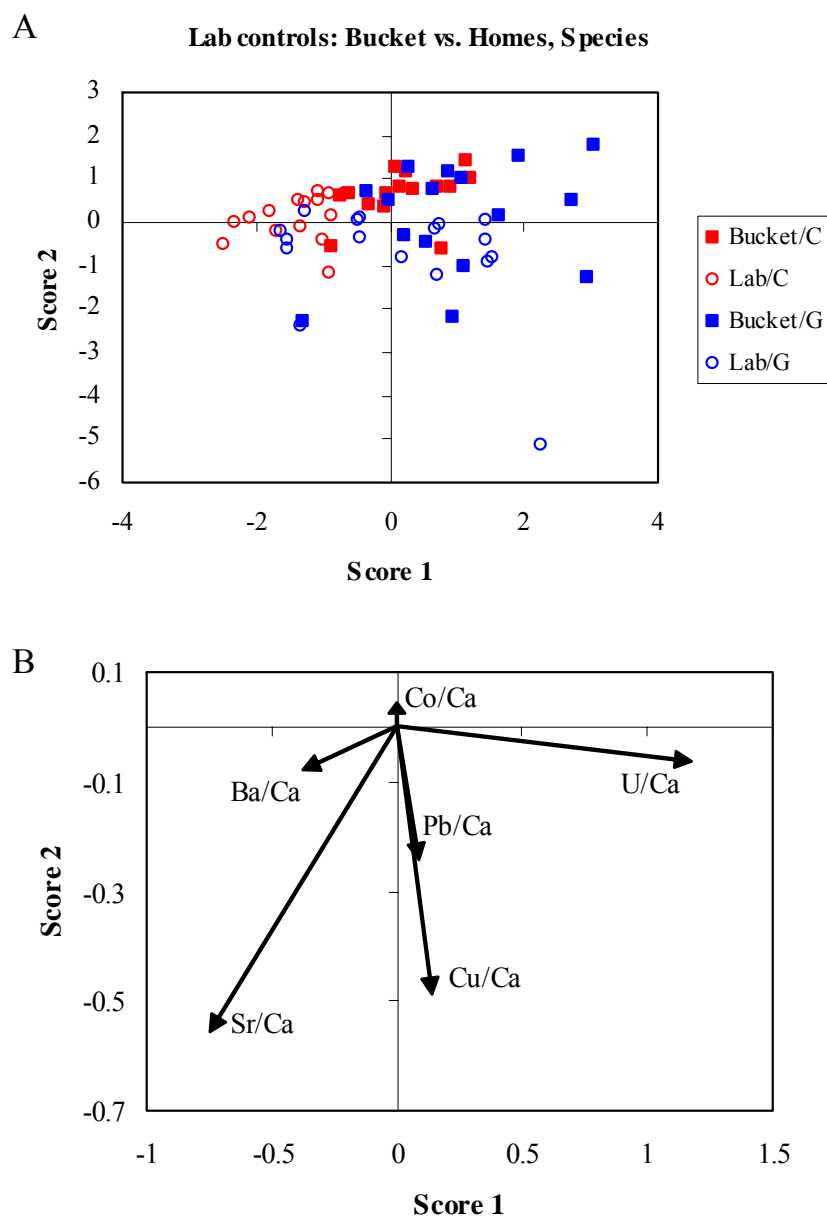 A
Lab controls: Bucket vs. Homes, Species
3
2
1
0
-1
-2
-3
-4
-5
-6
-4
-2
0
2
4
Score 1
Score 2
Bucket/C
Lab/C
Bucket/G
Lab/G
B
0.1
-0.1
-0.3
-0.5
-0.7
-1
-0.5
0
0.5
1
1.5
Score 1
Score 2
Co/Ca
Ba/Ca
U/Ca
Pb/Ca
Cu/Ca
Sr/Ca